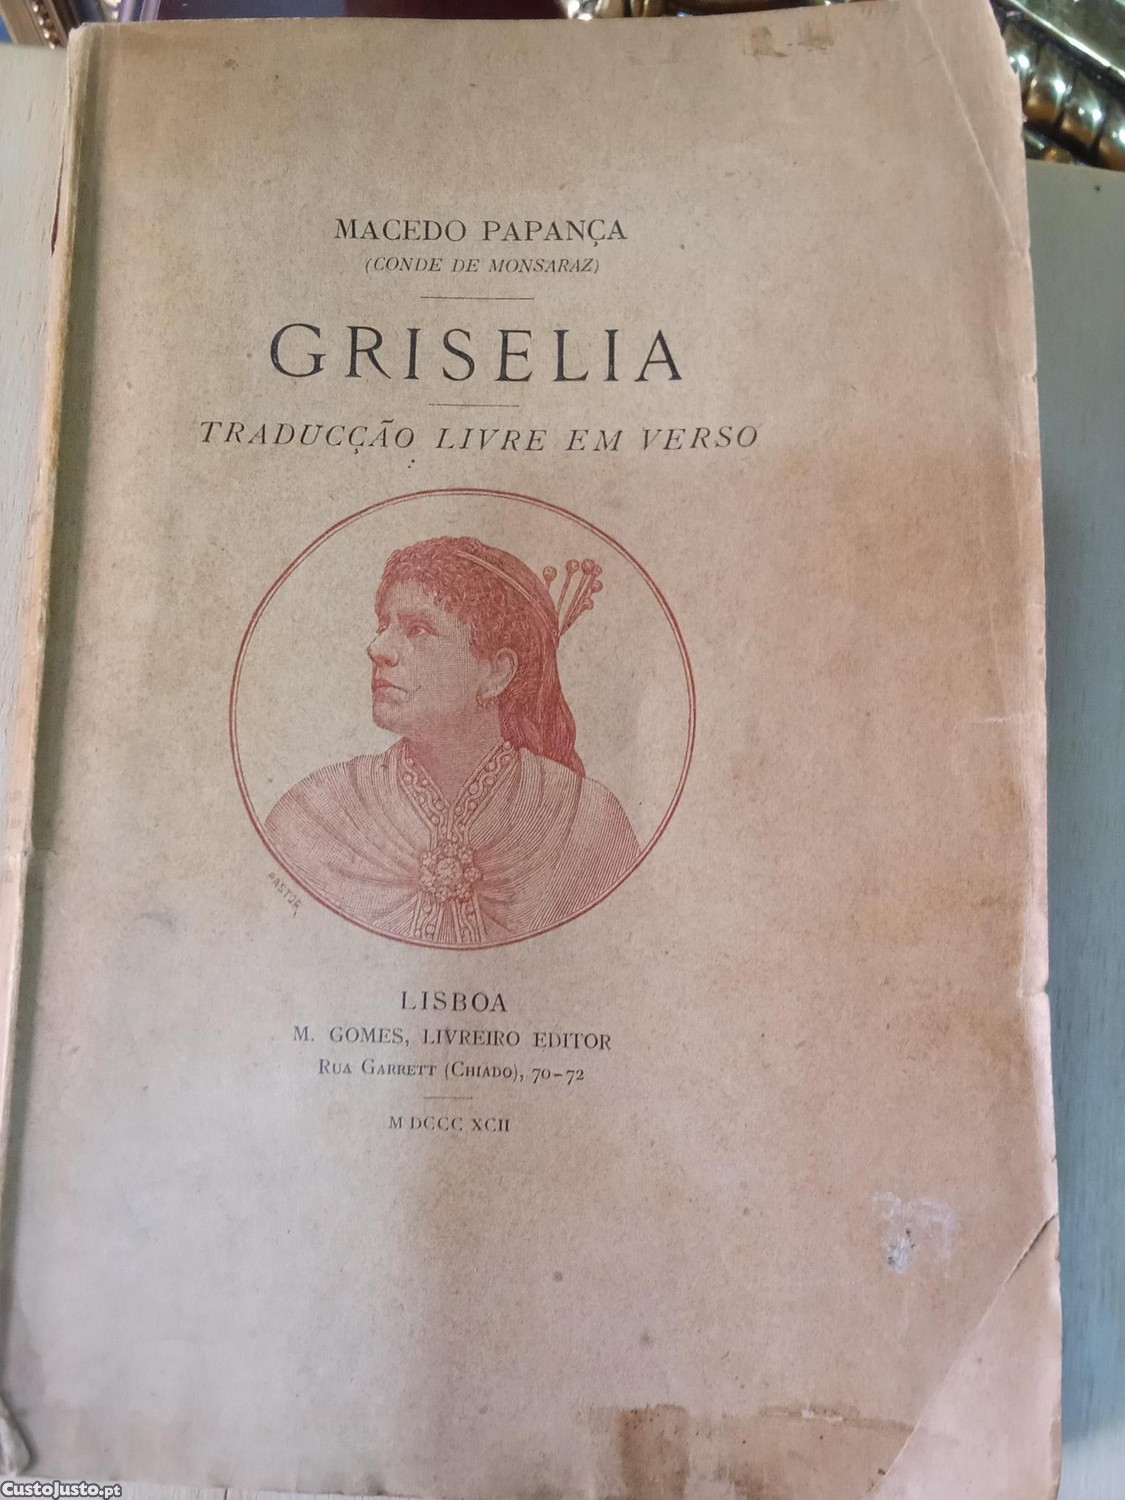 MACEDO PAPANÇA
(CONDE DE MONSARAZ)
GRISELIA
TRADUCÇÃO LIVRE EM VERSO
PASTOR
LISBOA
M. GOMES, LIVREIRO EDITOR
RUA GARRETT (CHIADO), 70-72
M DCCC XCII
CustoJusto.pt